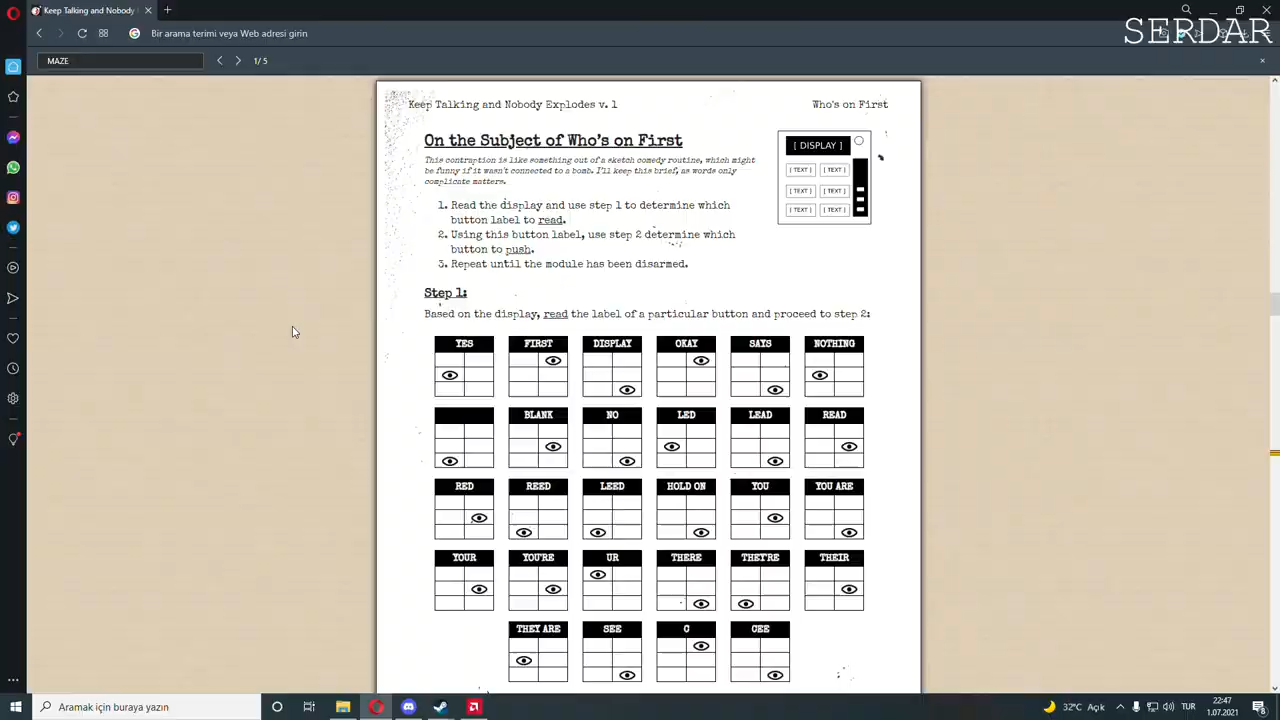 Keep Talking and Nobody
Bir arama terimi veya Web adresi girin
SERDAR
MAZE
1/ 5
Keep Talking and Nobody Explodes v. 1
Who's on First
On the Subject of Who's on First
[ DISPLAY ]
[ TEXT ] [ TEXT ]
[ TEXT ] [ TEXT ]
[ TEXT ] [ TEXT ]
This contraption is like something out of a sketch comedy routine, which might
be funny if it wasn't connected to a bomb. I'll keep this brief, as words only
complicate matters.
1. Read the display and use step 1 to determine which
button label to read.
2. Using this button label, use step 2 determine which
button to push.
3. Repeat until the module has been disarmed.
Step 1:
Based on the display, read the label of a particular button and proceed to step 2:
YES FIRST DISPLAY OKAY SAYS NOTHING
BLANK NO LED LEAD READ
RED REED LEED HOLD ON YOU YOU ARE
YOUR YOU'RE UR THERE THEY'RE THEIR
THEY ARE SEE C CEE
Aramak için buraya yazın
32°C Açık
TUR
22:47
1.07.2021
8